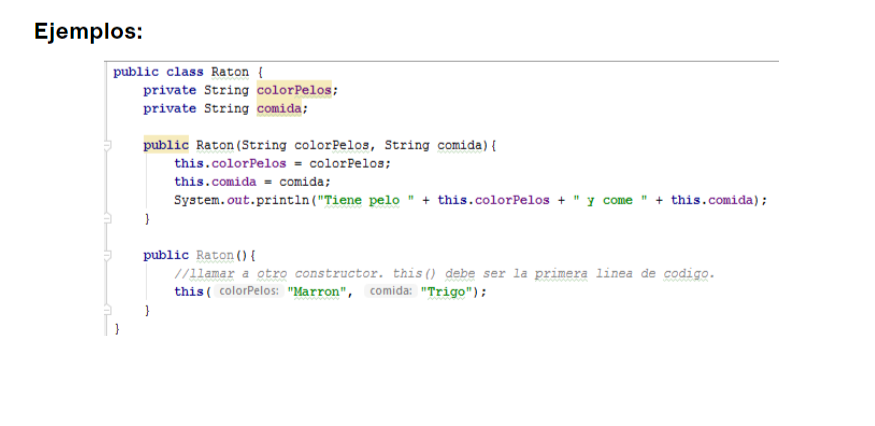 Ejemplos:
public class Raton {
private String colorPelos;
private String comida;
public Raton(String colorPelos, String comida){
this.colorPelos = colorPelos;
this.comida = comida;
System.out.println("Tiene pelo " + this.colorPelos + " y come " + this.comida);
}
public Raton(){
//llamar a otro constructor. this() debe ser la primera linea de codigo.
this( colorPelos: "Marron", comida: "Trigo");
}
}